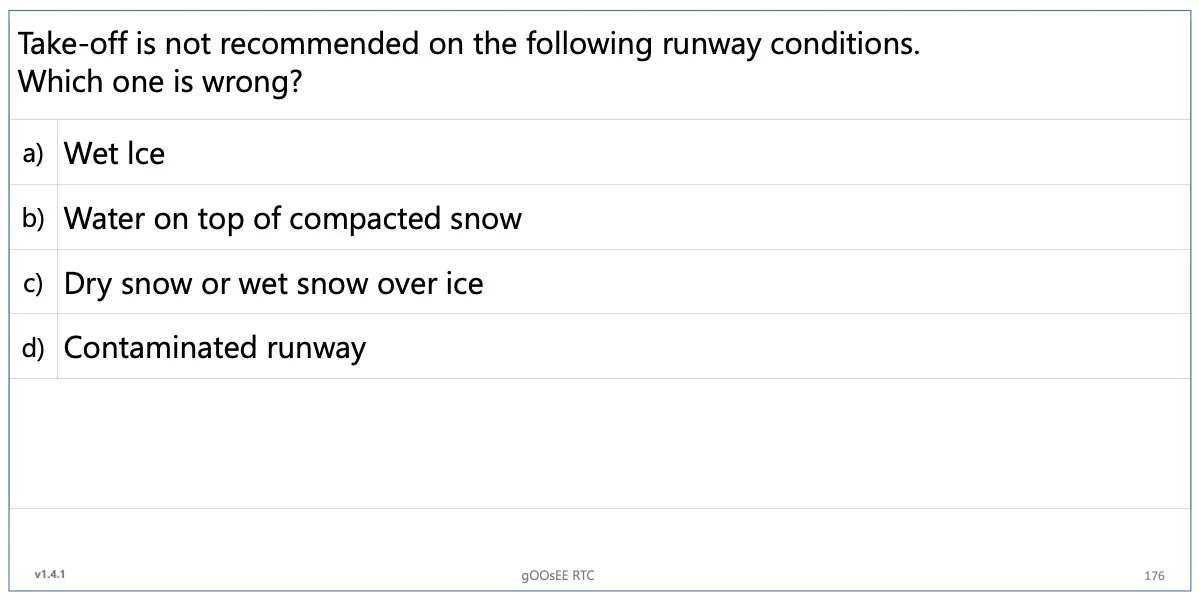 Take-off is not recommended on the following runway conditions.
Which one is wrong?
a) Wet Ice
b) Water on top of compacted snow
c) Dry snow or wet snow over ice
d) Contaminated runway
v1.4.1 gOOsEE RTC 176